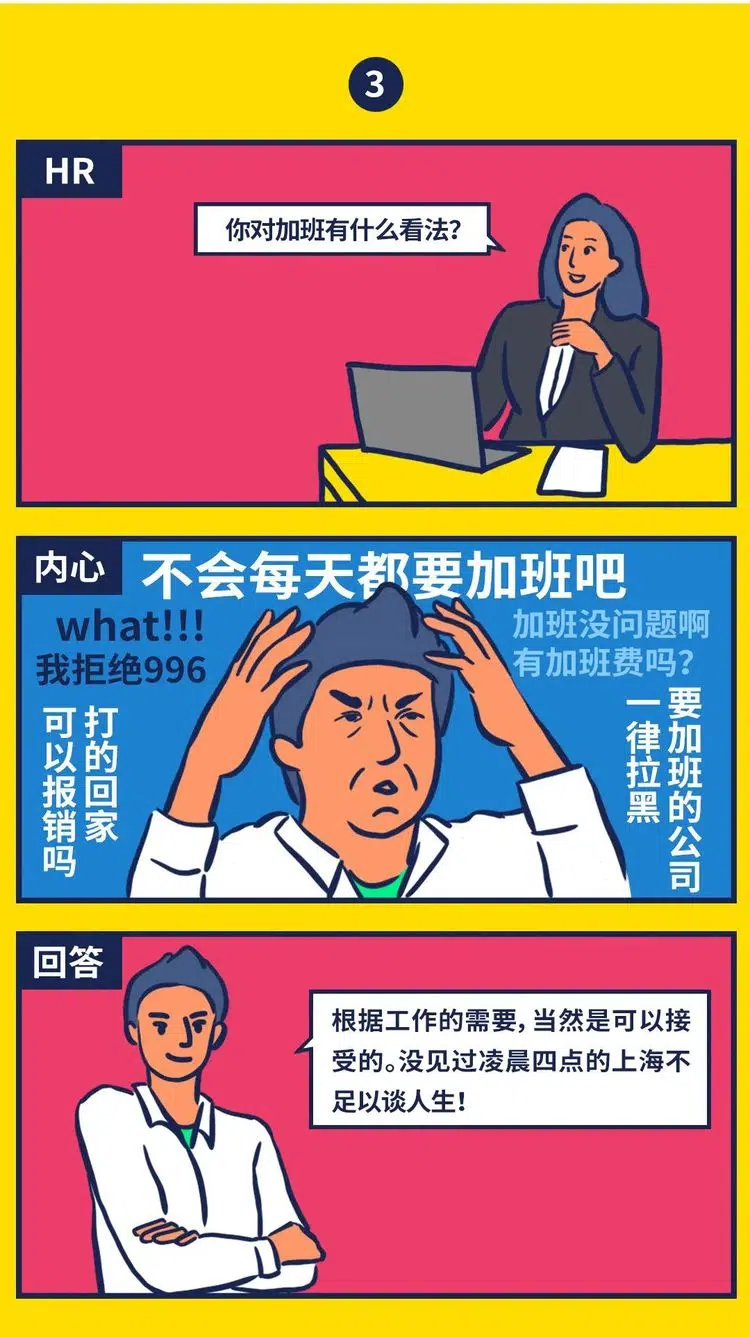 3
HR
你对加班有什么看法？
内心
不会每天都要加班吧
what!!!
我拒绝996
加班没问题啊
有加班费吗？
打的回家
可以报销吗
要加班的公司
一律拉黑
回答
根据工作的需要，当然是可以接
受的。没见过凌晨四点的上海不
足以谈人生！